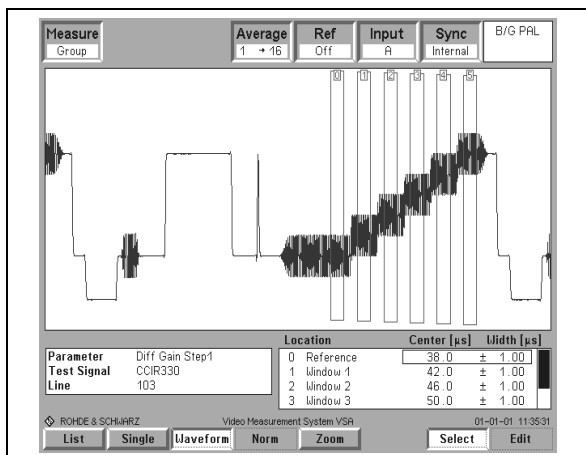 Measure Average Ref Input Sync B/G PAL
Group 1 → 16 Off A Internal
0 1 2 3 4 5
Location Center [µs] Width [µs]
Parameter Diff Gain Step1
Test Signal CCIR330
Line 103
0 Reference 38.0 ± 1.00
1 Window 1 42.0 ± 1.00
2 Window 2 46.0 ± 1.00
3 Window 3 50.0 ± 1.00
ROHDE & SCHWARZ Video Measurement System VSA 01-01-01 11:35:31
List Single Waveform Norm Zoom Select Edit